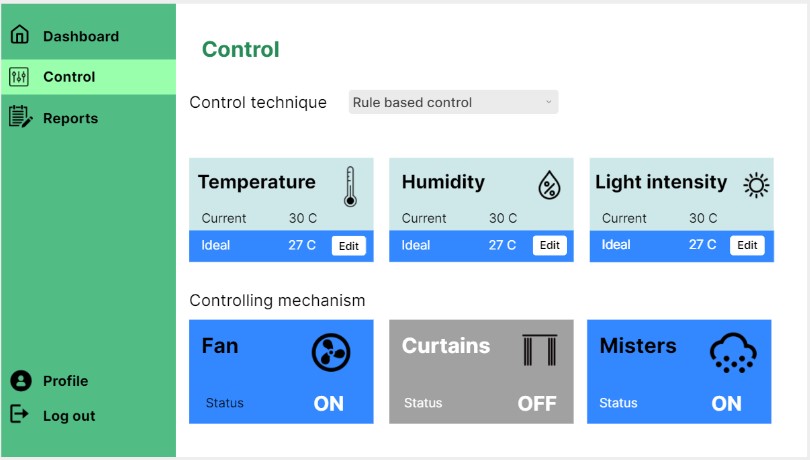 Dashboard
Control
Reports
Profile
Log out
Control
Control technique Rule based control
Temperature
Current 30 C
Ideal 27 C Edit
Humidity
Current 30 C
Ideal 27 C Edit
Light intensity
Current 30 C
Ideal 27 C Edit
Controlling mechanism
Fan
Status ON
Curtains
Status OFF
Misters
Status ON